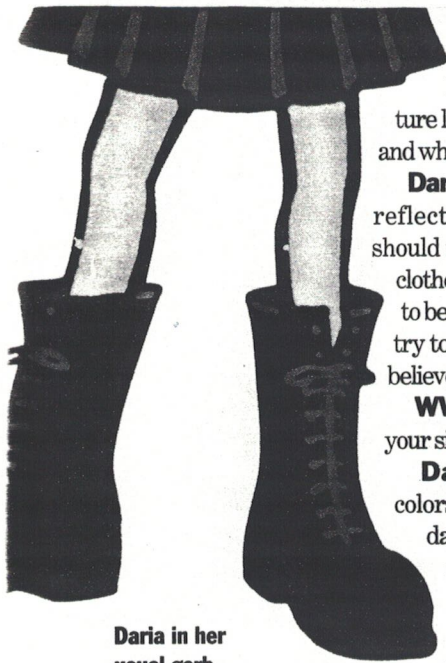 ture l
and wh
Dar
reflect
should
clothe
to be
try to
believe
WV
your si
Da
color
da
Daria in her
usual garb